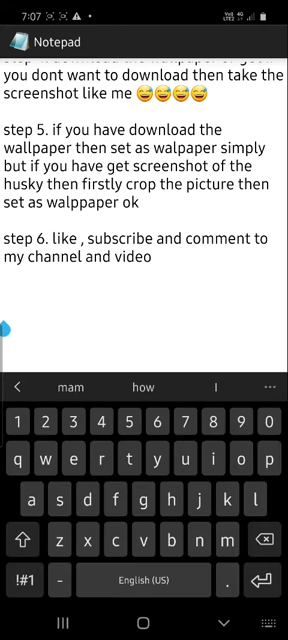 7:07
Notepad
you dont want to download then take the
screenshot like me 😅😅😅😅
step 5. if you have download the
wallpaper then set as walpaper simply
but if you have get screenshot of the
husky then firstly crop the picture then
set as walppaper ok
step 6. like , subscribe and comment to
my channel and video
mam how I
1 2 3 4 5 6 7 8 9 0
q w e r t y u i o p
a s d f g h j k l
z x c v b n m
!#1 - English (US) .